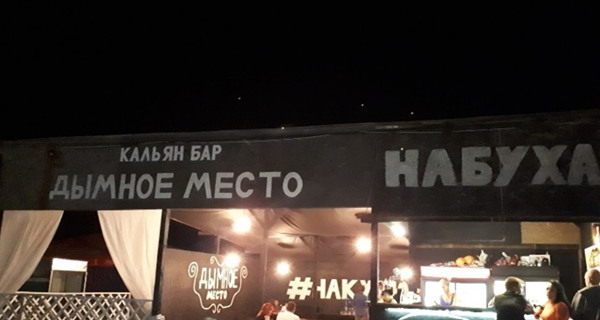 КАЛЬЯН БАР
ДЫМНОЕ МЕСТО
НАБУХА
ДЫМНОЕ
МЕСТО